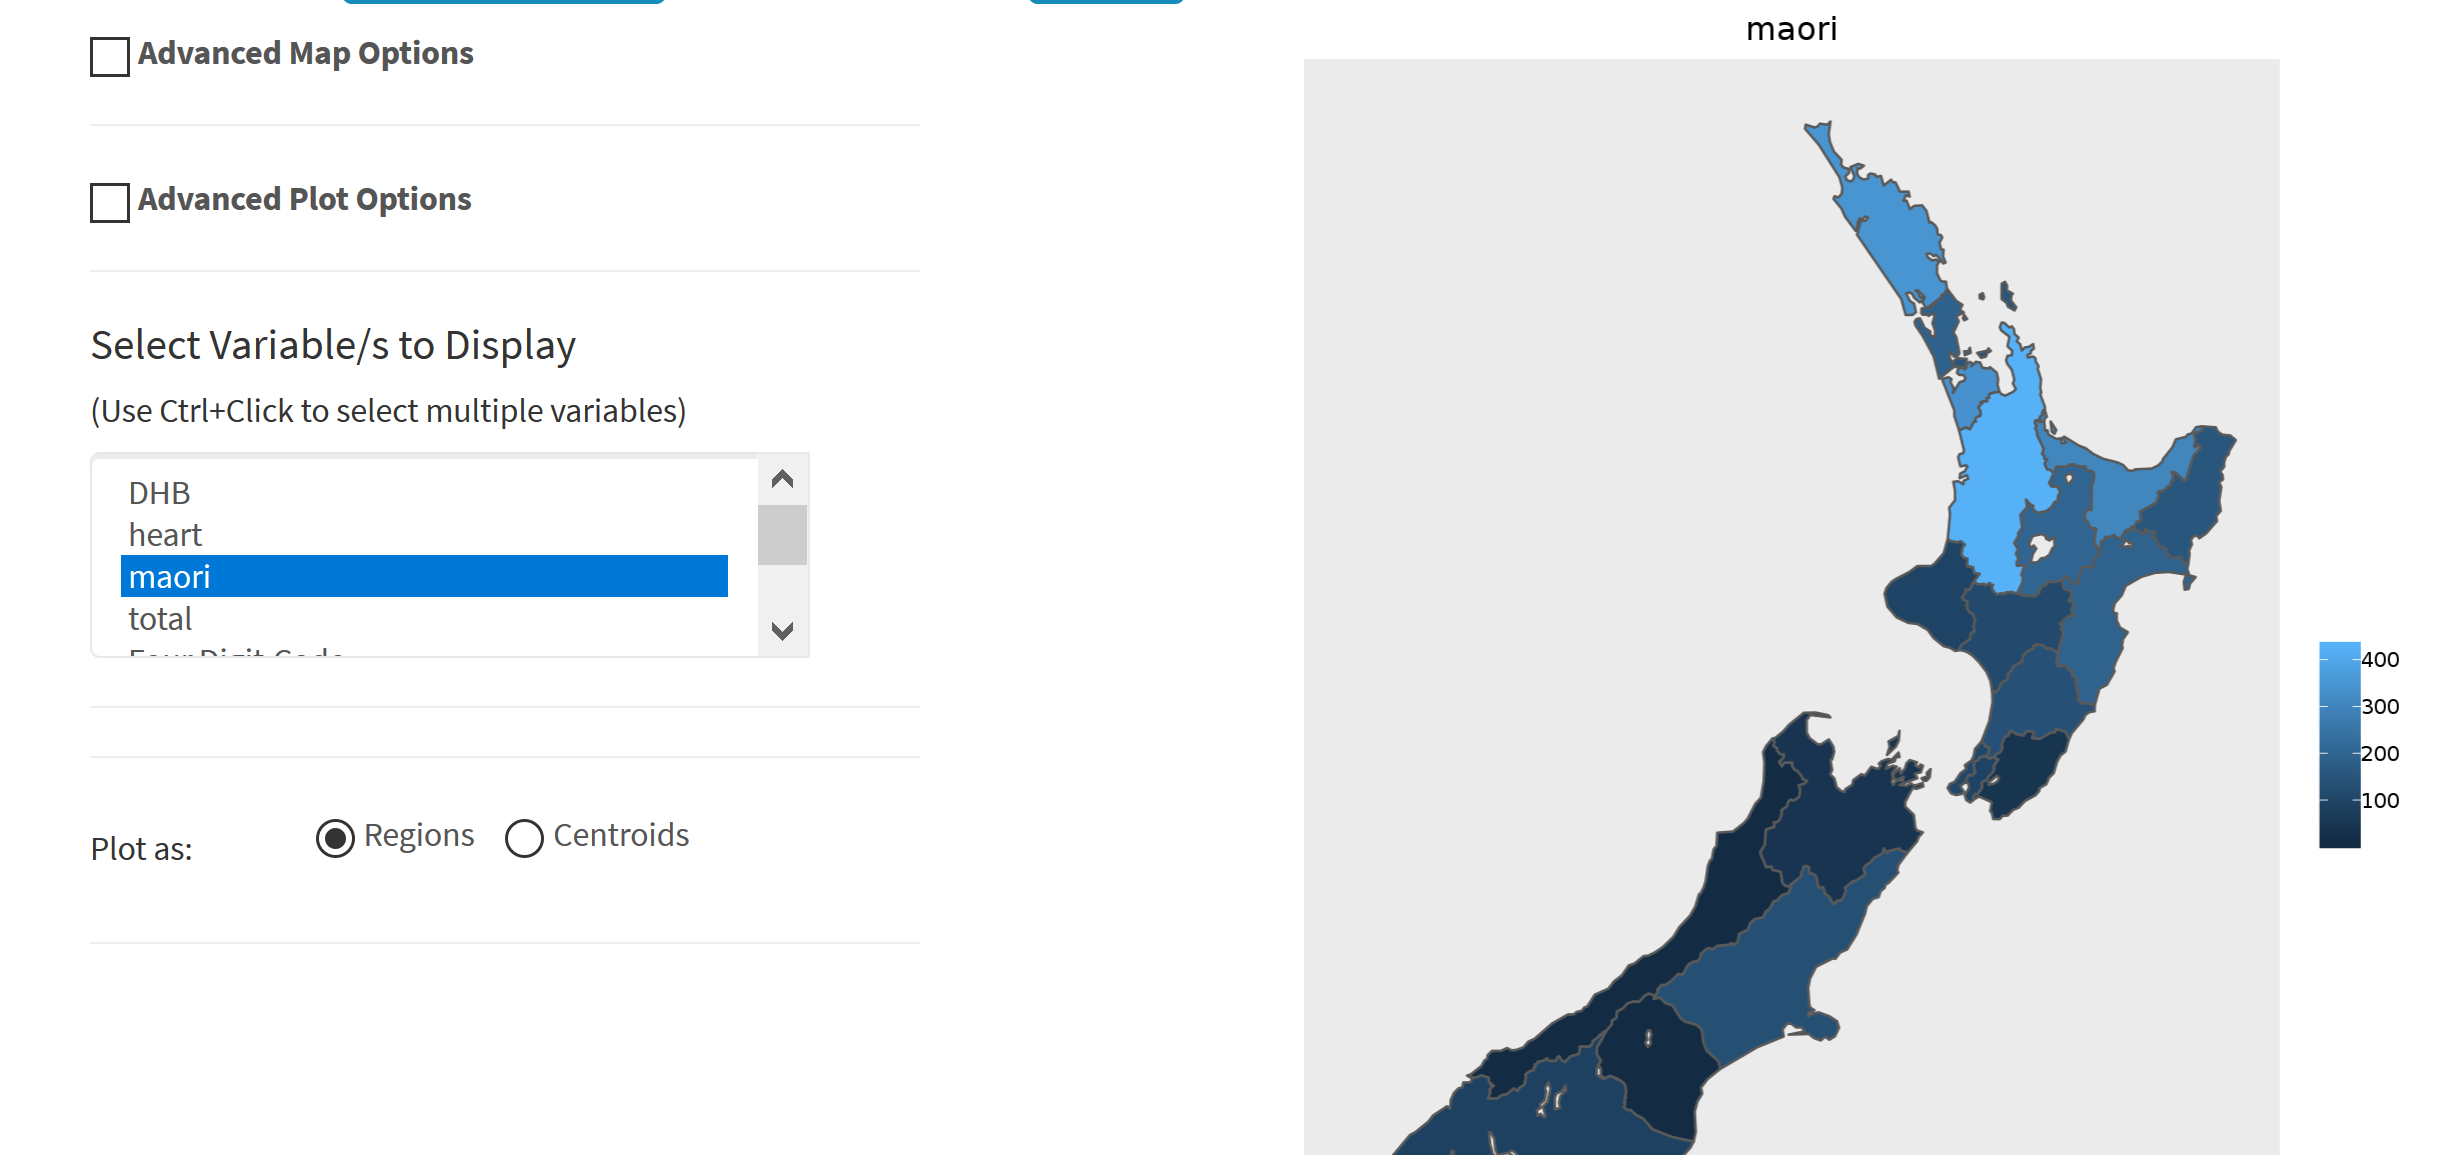 Advanced Map Options
Advanced Plot Options
Select Variable/s to Display
(Use Ctrl+Click to select multiple variables)
DHB
heart
maori
total
Plot as:
Regions
Centroids
maori
400
300
200
100